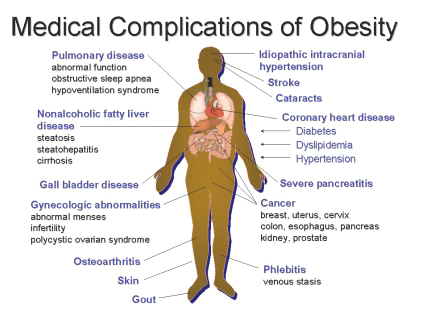 Medical Complications of Obesity
Pulmonary disease
abnormal function
obstructive sleep apnea
hypoventilation syndrome
Nonalcoholic fatty liver
disease
steatosis
steatohepatitis
cirrhosis
Gall bladder disease
Gynecologic abnormalities
abnormal menses
infertility
polycystic ovarian syndrome
Osteoarthritis
Skin
Gout
Idiopathic intracranial
hypertension
Stroke
Cataracts
Coronary heart disease
Diabetes
Dyslipidemia
Hypertension
Severe pancreatitis
Cancer
breast, uterus, cervix
colon, esophagus, pancreas
kidney, prostate
Phlebitis
venous stasis